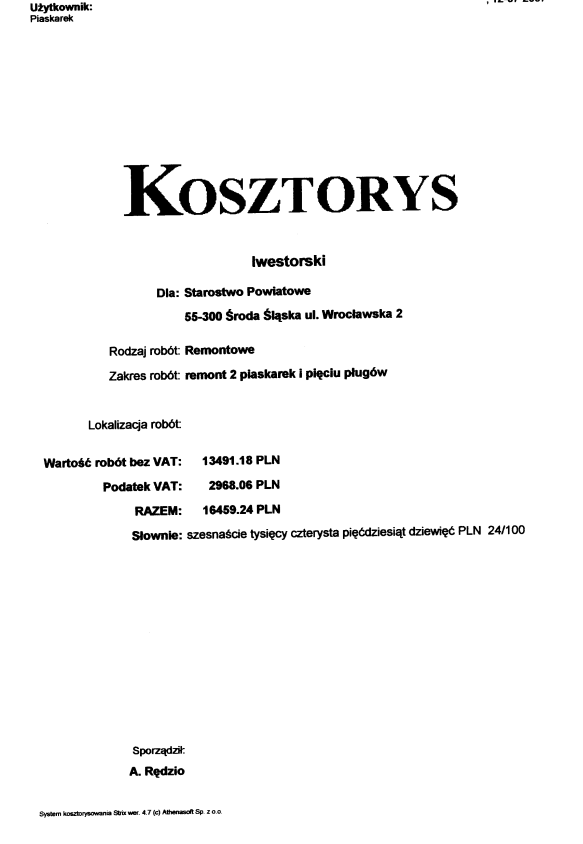 Użytkownik:
Piaskarek
KOSZTORYS
Iwestorski
Dla: Starostwo Powiatowe
55-300 Środa Śląska ul. Wrocławska 2
Rodzaj robót: Remontowe
Zakres robót: remont 2 piaskarek i pięciu pługów
Lokalizacja robót:
Wartość robót bez VAT: 13491.18 PLN
Podatek VAT: 2968.06 PLN
RAZEM: 16459.24 PLN
Słownie: szesnaście tysięcy czterysta pięćdziesiąt dziewięć PLN 24/100
Sporządził:
A. Rędzio
System kosztorysowania Strix wer. 4.7 (c) Athenasoft Sp. z o.o.